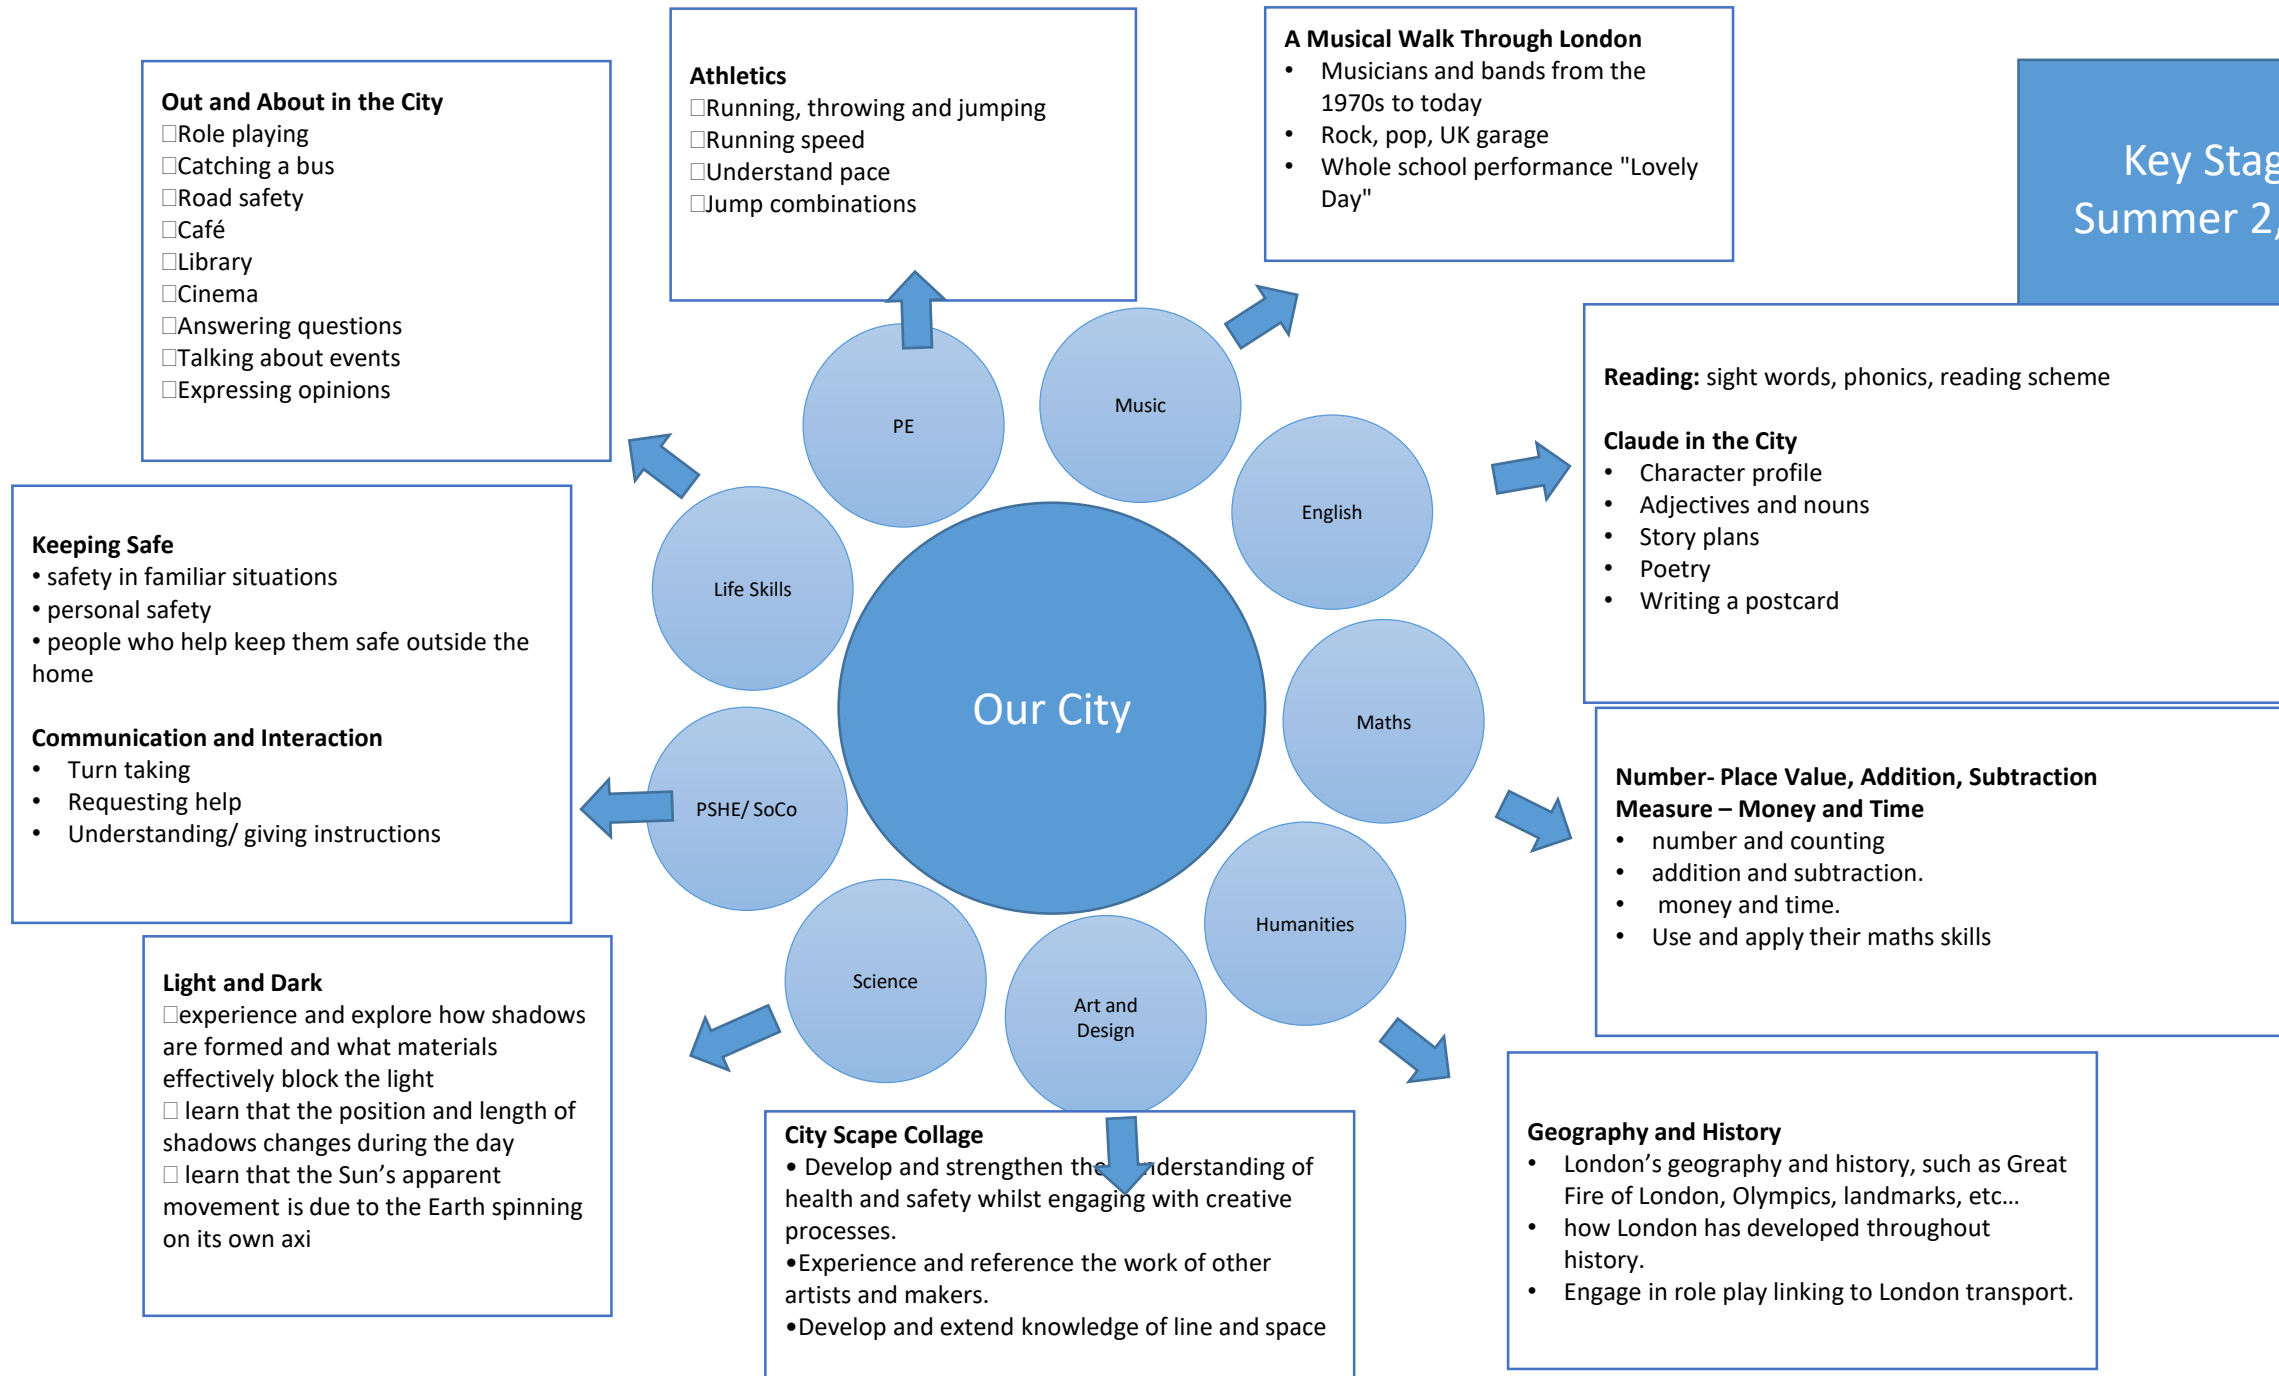 Out and About in the City
□Role playing
□Catching a bus
□Road safety
□Café
□Library
□Cinema
□Answering questions
□Talking about events
□Expressing opinions
Athletics
□Running, throwing and jumping
□Running speed
□Understand pace
□Jump combinations
A Musical Walk Through London
• Musicians and bands from the
1970s to today
• Rock, pop, UK garage
• Whole school performance "Lovely
Day"
Key Stag
Summer 2,
Reading: sight words, phonics, reading scheme
Claude in the City
• Character profile
• Adjectives and nouns
• Story plans
• Poetry
• Writing a postcard
Keeping Safe
• safety in familiar situations
• personal safety
• people who help keep them safe outside the
home
Communication and Interaction
• Turn taking
• Requesting help
• Understanding/ giving instructions
PE
Music
English
Life Skills
Our City
Maths
PSHE/ SoCo
Humanities
Science
Art and
Design
Number- Place Value, Addition, Subtraction
Measure – Money and Time
• number and counting
• addition and subtraction.
• money and time.
• Use and apply their maths skills
Light and Dark
□experience and explore how shadows
are formed and what materials
effectively block the light
□ learn that the position and length of
shadows changes during the day
□ learn that the Sun's apparent
movement is due to the Earth spinning
on its own axi
City Scape Collage
• Develop and strengthen the nderstanding of
health and safety whilst engaging with creative
processes.
•Experience and reference the work of other
artists and makers.
•Develop and extend knowledge of line and space
Geography and History
• London's geography and history, such as Great
Fire of London, Olympics, landmarks, etc…
• how London has developed throughout
history.
• Engage in role play linking to London transport.